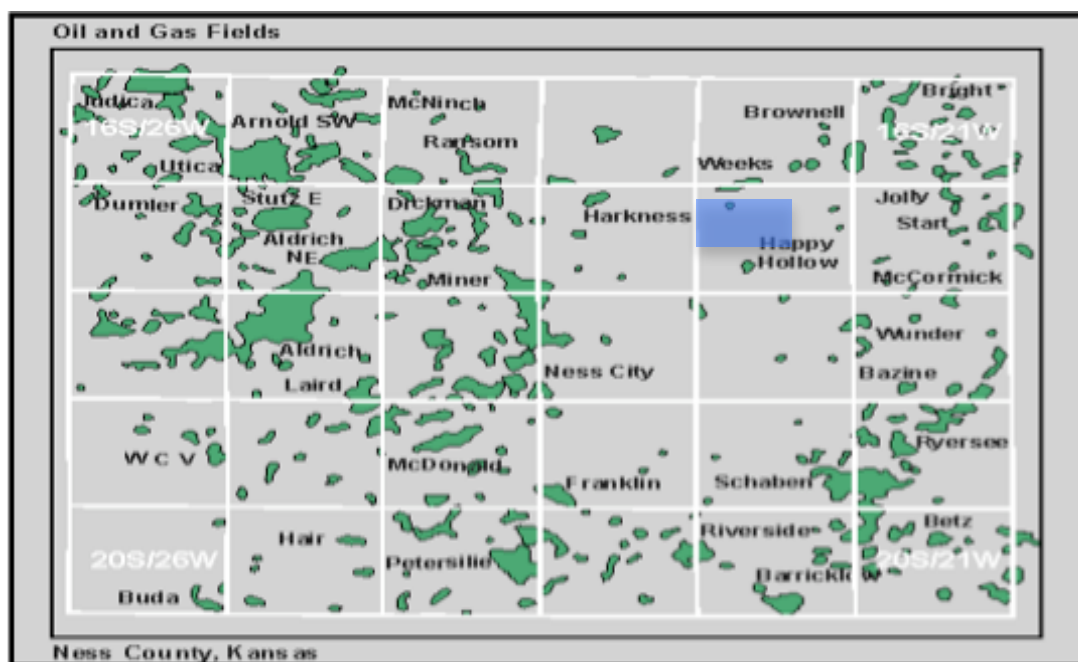 Oil and Gas Fields
Judica
McNinch
Bright
16S/26W
Arnold SW
Brownell
16S/21W
Ransom
Utica
Weeks
Dumler
Stutz E
Dickman
Harkness
Jolly
Start
Aldrich
NE
Happy
Hollow
Miner
McCormick
Aldrich
Wunder
Laird
Ness City
Bazine
W C V
McDonald
Ryersee
Franklin
Schaben
Hair
Riverside
Betz
20S/26W
Petersilie
20S/21W
Barricklow
Buda
Ness County, Kansas